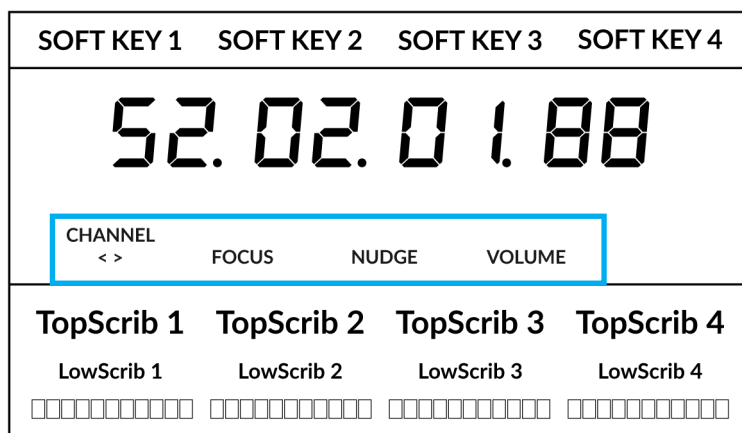 SOFT KEY 1 SOFT KEY 2 SOFT KEY 3 SOFT KEY 4
52.02.01.88
CHANNEL
< > FOCUS NUDGE VOLUME
TopScrib 1 TopScrib 2 TopScrib 3 TopScrib 4
LowScrib 1 LowScrib 2 LowScrib 3 LowScrib 4